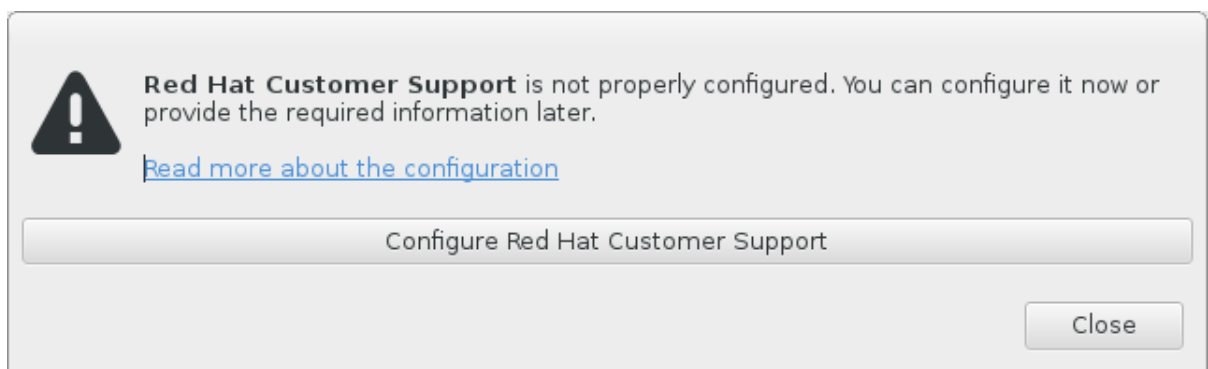 Red Hat Customer Support is not properly configured. You can configure it now or
provide the required information later.
Read more about the configuration
Configure Red Hat Customer Support
Close